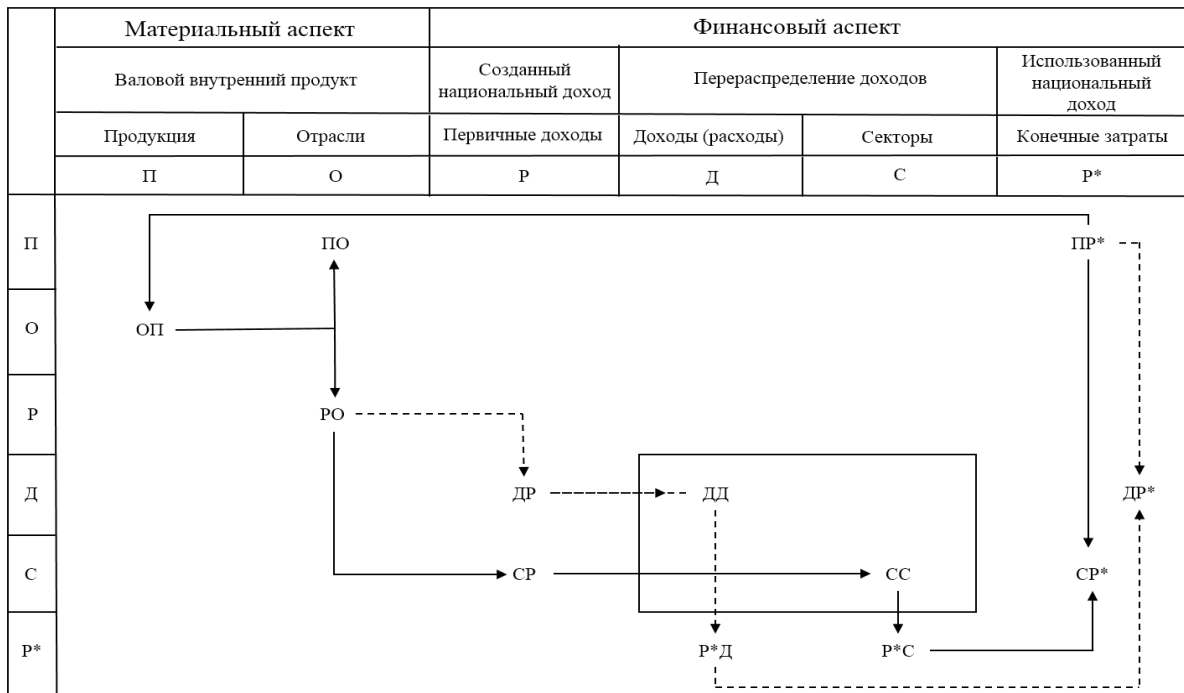 Материальный аспект
Финансовый аспект
Валовой внутренний продукт
Созданный
национальный доход
Перераспределение доходов
Использованный
национальный
доход
Продукция
Отрасли
Первичные доходы
Доходы (расходы)
Секторы
Конечные затраты
П
О
Р
Д
С
Р*
П
ПО
ПР*
О
ОП
Р
РО
Д
ДР
ДД
ДР*
С
СР
СС
СР*
Р*
Р*Д
Р*С